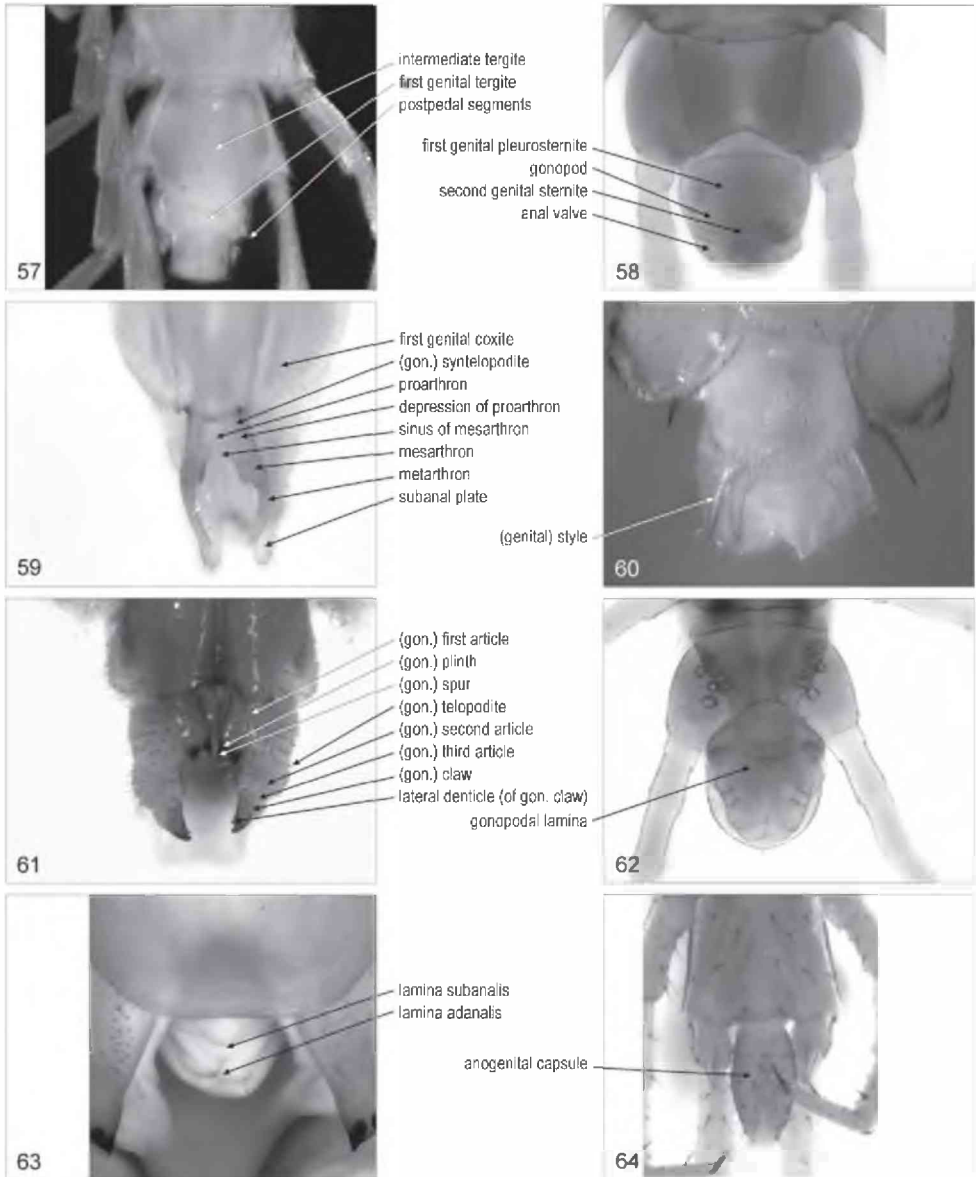 intermediate tergite
first genital tergite
postpedal segments
57
first genital pleurosternite
gonopod
second genital sternite
anal valve
58
first genital coxite
(gon.) syntelopodite
proarthron
depression of proarthron
sinus of mesarthron
mesarthron
metarthron
subanal plate
59
(genital) style
60
(gon.) first article
(gon.) plinth
(gon.) spur
(gon.) telopodite
(gon.) second article
(gon.) third article
(gon.) claw
lateral denticle (of gon. claw)
61
gonopodal lamina
62
lamina subanalis
lamina adanalis
63
anogenital capsule
64